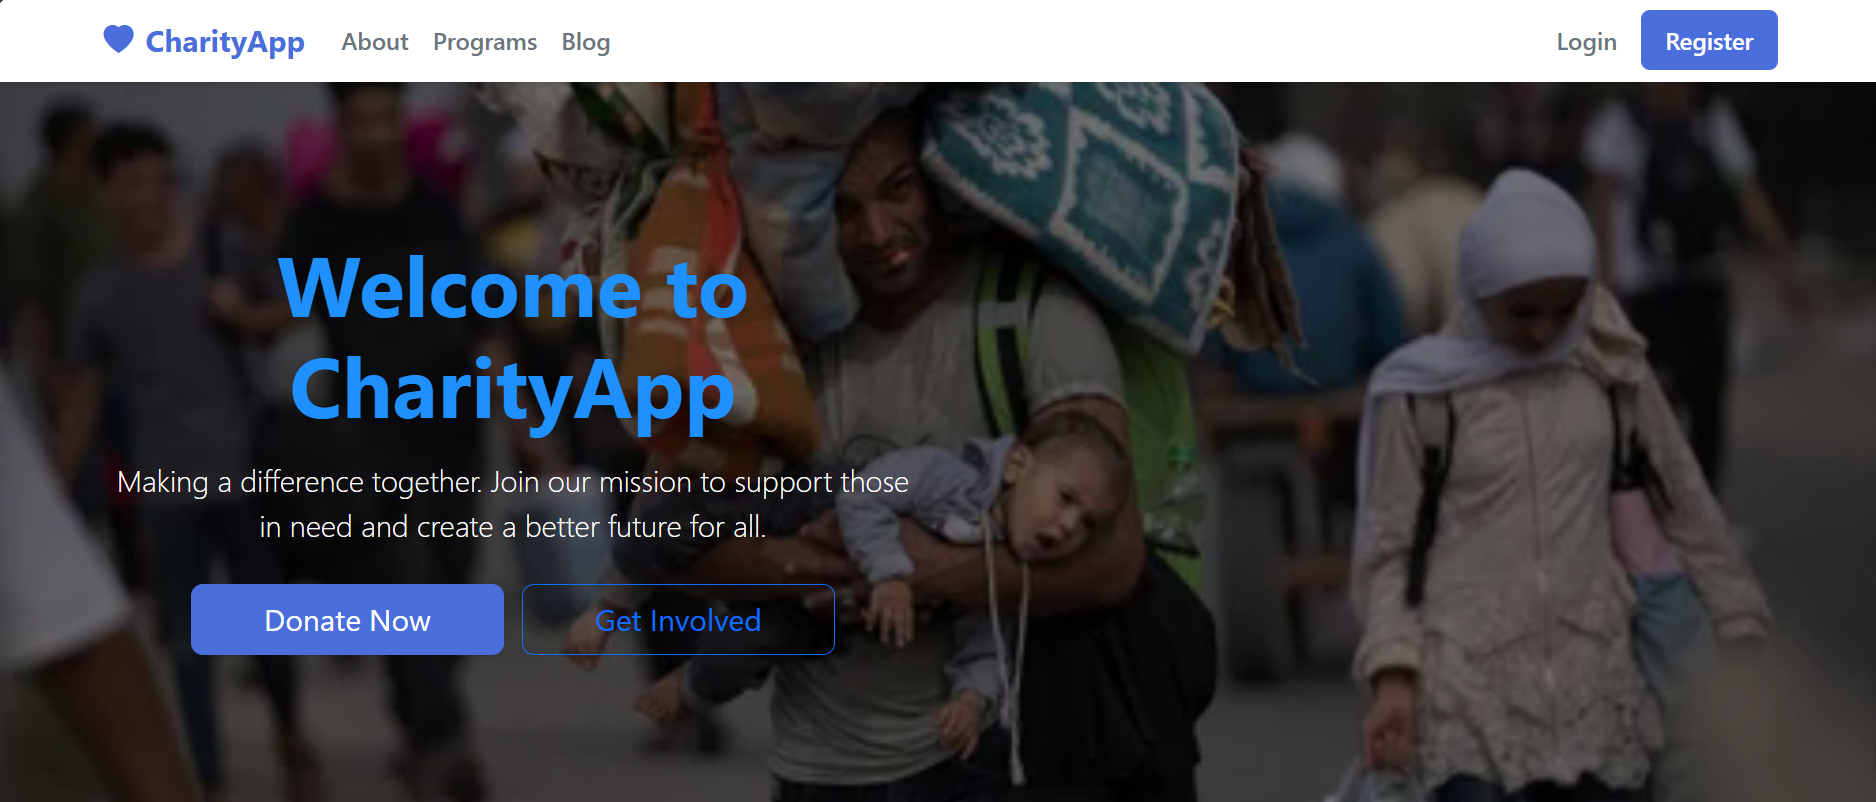 CharityApp About Programs Blog Login Register
Welcome to
CharityApp
Making a difference together. Join our mission to support those
in need and create a better future for all.
Donate Now Get Involved